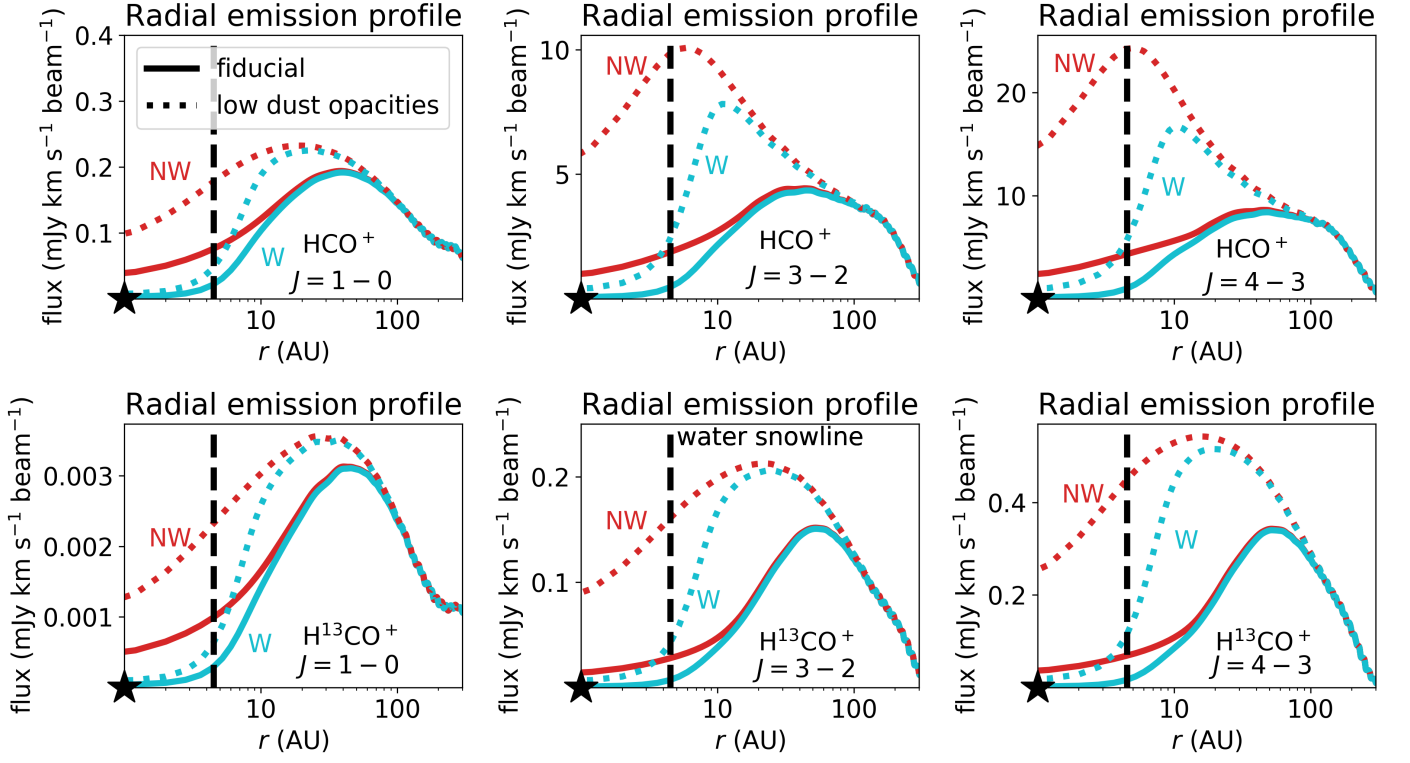 Radial emission profile
flux (mJy km s⁻¹ beam⁻¹)
0.4
0.3
0.2
0.1
fiducial
low dust opacities
NW
W
HCO⁺
J = 1 − 0
10
100
r (AU)
Radial emission profile
flux (mJy km s⁻¹ beam⁻¹)
10
5
NW
W
HCO⁺
J = 3 − 2
10
100
r (AU)
Radial emission profile
flux (mJy km s⁻¹ beam⁻¹)
20
10
NW
W
HCO⁺
J = 4 − 3
10
100
r (AU)
Radial emission profile
flux (mJy km s⁻¹ beam⁻¹)
0.003
0.002
0.001
NW
W
H¹³CO⁺
J = 1 − 0
10
100
r (AU)
Radial emission profile
flux (mJy km s⁻¹ beam⁻¹)
water snowline
0.2
0.1
NW
W
H¹³CO⁺
J = 3 − 2
10
100
r (AU)
Radial emission profile
flux (mJy km s⁻¹ beam⁻¹)
0.4
0.2
NW
W
H¹³CO⁺
J = 4 − 3
10
100
r (AU)